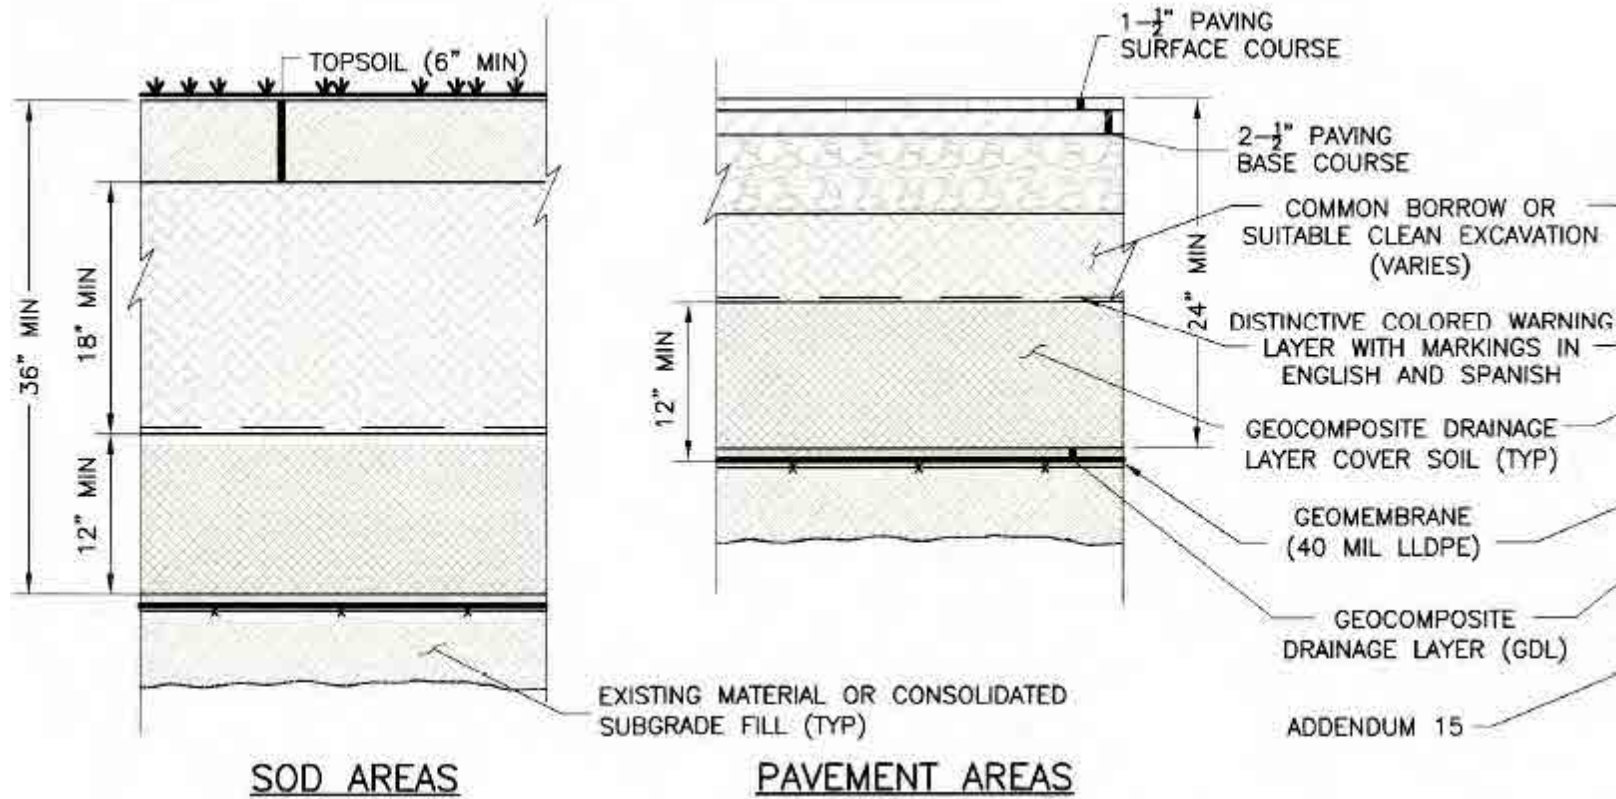 TOPSOIL (6" MIN)
36" MIN
18" MIN
12" MIN
EXISTING MATERIAL OR CONSOLIDATED
SUBGRADE FILL (TYP)
SOD AREAS
1-1/2" PAVING
SURFACE COURSE
2-1/2" PAVING
BASE COURSE
COMMON BORROW OR
SUITABLE CLEAN EXCAVATION
(VARIES)
24" MIN
DISTINCTIVE COLORED WARNING
LAYER WITH MARKINGS IN
ENGLISH AND SPANISH
12" MIN
GEOCOMPOSITE DRAINAGE
LAYER COVER SOIL (TYP)
GEOMEMBRANE
(40 MIL LLDPE)
GEOCOMPOSITE
DRAINAGE LAYER (GDL)
ADDENDUM 15
PAVEMENT AREAS